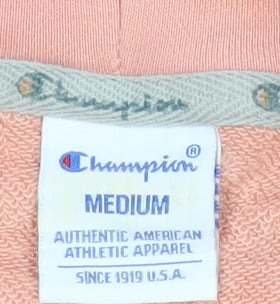 Champion
Champion®
MEDIUM
AUTHENTIC AMERICAN
ATHLETIC APPAREL
SINCE 1919 U.S.A.